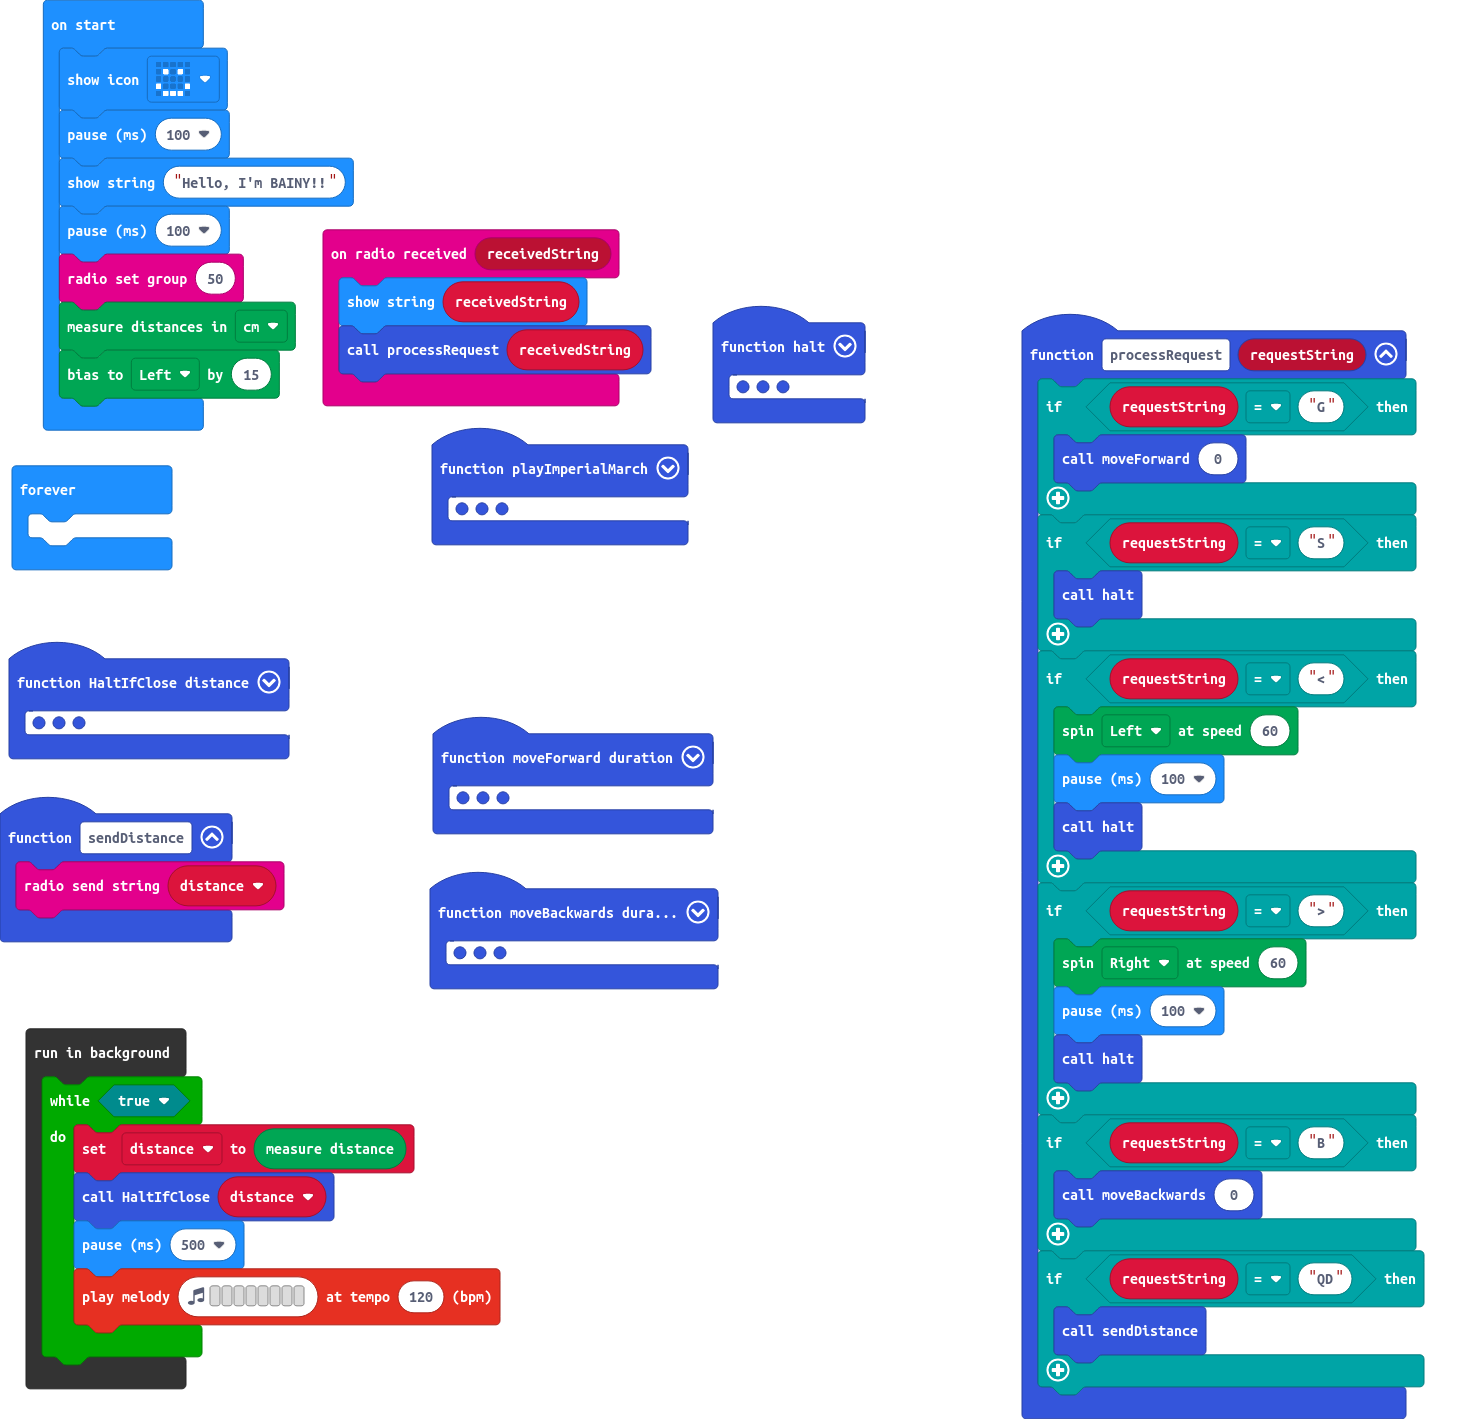 on start
show icon
pause (ms) 100
show string "Hello, I'm BAINY!!"
pause (ms) 100
radio set group 50
measure distances in cm
bias to Left by 15
forever
on radio received receivedString
show string receivedString
call processRequest receivedString
function halt
function playImperialMarch
function HaltIfClose distance
function sendDistance
radio send string distance
function moveForward duration
function moveBackwards dura...
run in background
while true
do
set distance to measure distance
call HaltIfClose distance
pause (ms) 500
play melody at tempo 120 (bpm)
function processRequest requestString
if requestString = "G" then
call moveForward 0
if requestString = "S" then
call halt
if requestString = "<" then
spin Left at speed 60
pause (ms) 100
call halt
if requestString = ">" then
spin Right at speed 60
pause (ms) 100
call halt
if requestString = "B" then
call moveBackwards 0
if requestString = "QD" then
call sendDistance